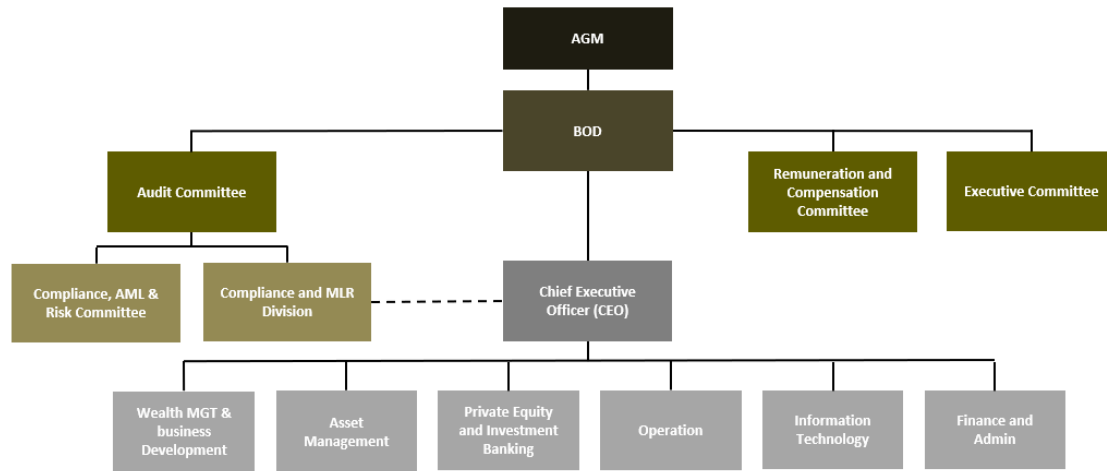 AGM
BOD
Audit Committee
Remuneration and
Compensation
Committee
Executive Committee
Compliance, AML &
Risk Committee
Compliance and MLR
Division
Chief Executive
Officer (CEO)
Wealth MGT &
business
Development
Asset
Management
Private Equity
and Investment
Banking
Operation
Information
Technology
Finance and
Admin